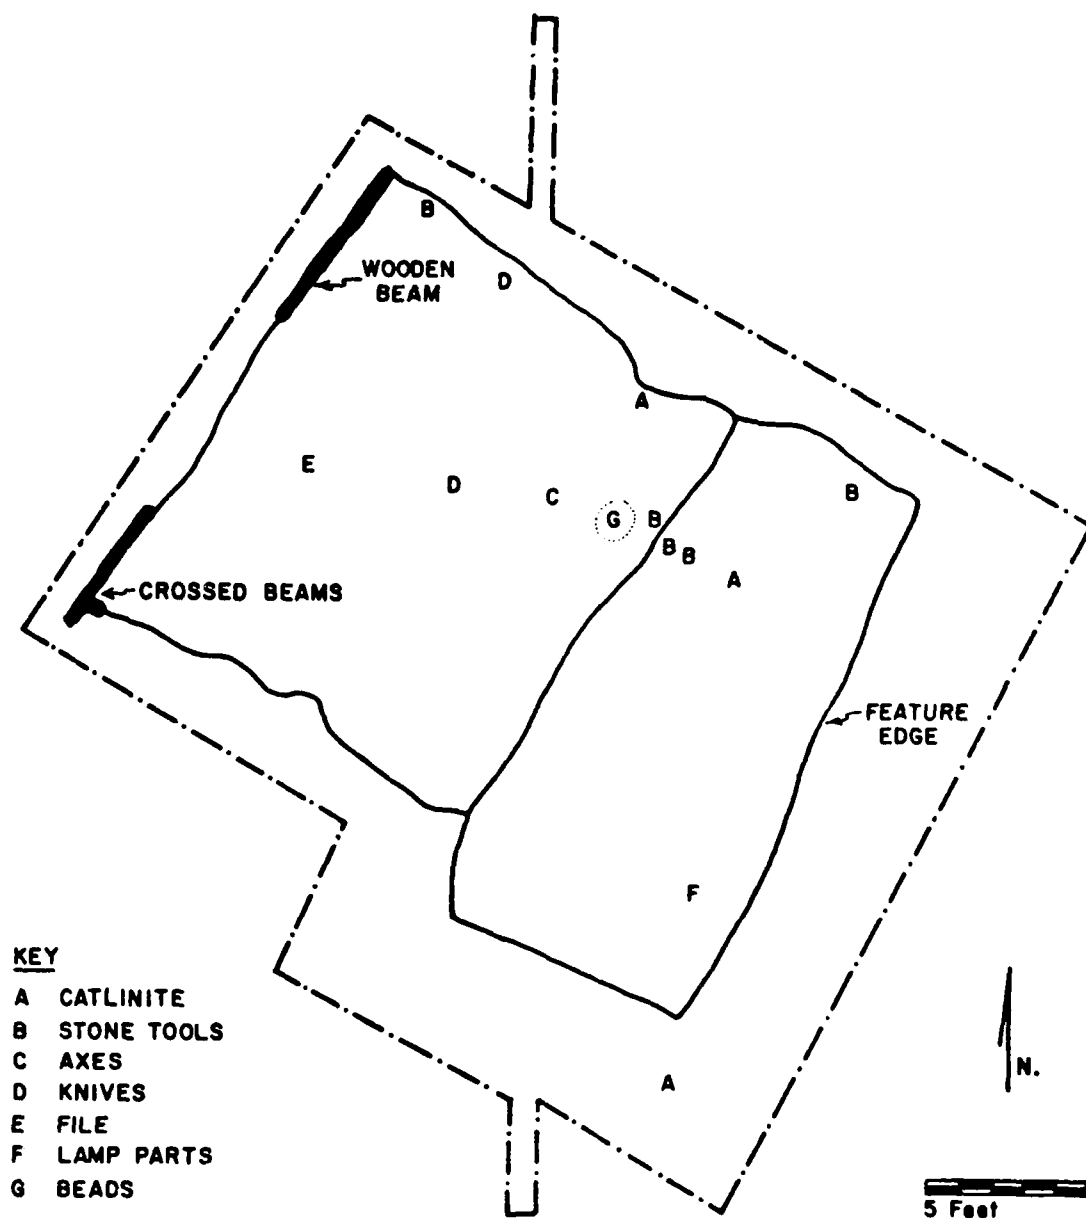 B
WOODEN
BEAM
D
A
E
D
C
G
B
B
B
B
A
CROSSED BEAMS
FEATURE
EDGE
F
A
KEY
A CATLINITE
B STONE TOOLS
C AXES
D KNIVES
E FILE
F LAMP PARTS
G BEADS
N.
5 Feet